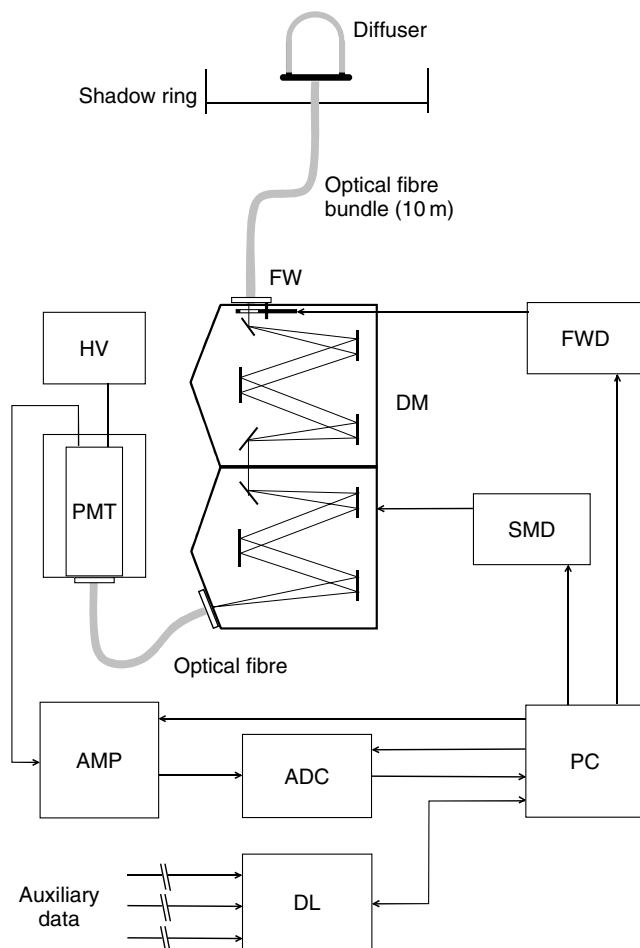 Diffuser
Shadow ring
Optical fibre
bundle (10 m)
FW
HV
FWD
DM
PMT
SMD
Optical fibre
AMP
ADC
PC
Auxiliary
data
DL